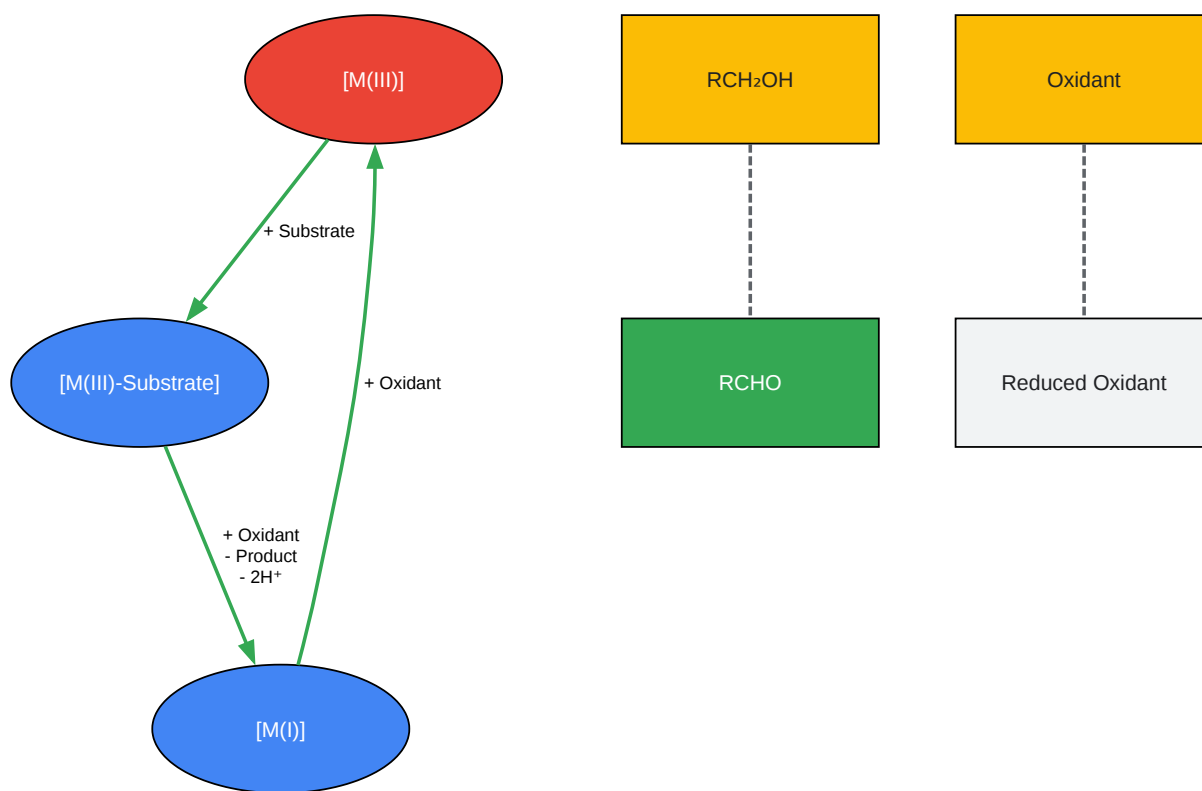 [M(III)]
RCH₂OH
Oxidant
+ Substrate
[M(III)-Substrate]
+ Oxidant
RCHO
Reduced Oxidant
+ Oxidant
- Product
- 2H⁺
[M(I)]